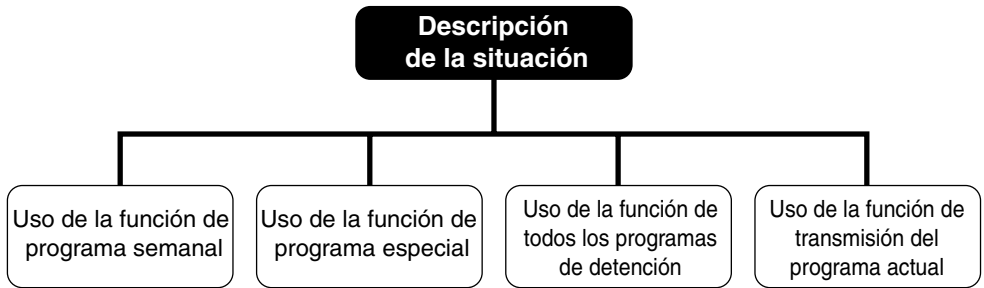 Descripción
de la situación
Uso de la función de
programa semanal
Uso de la función de
programa especial
Uso de la función de
todos los programas
de detención
Uso de la función de
transmisión del
programa actual